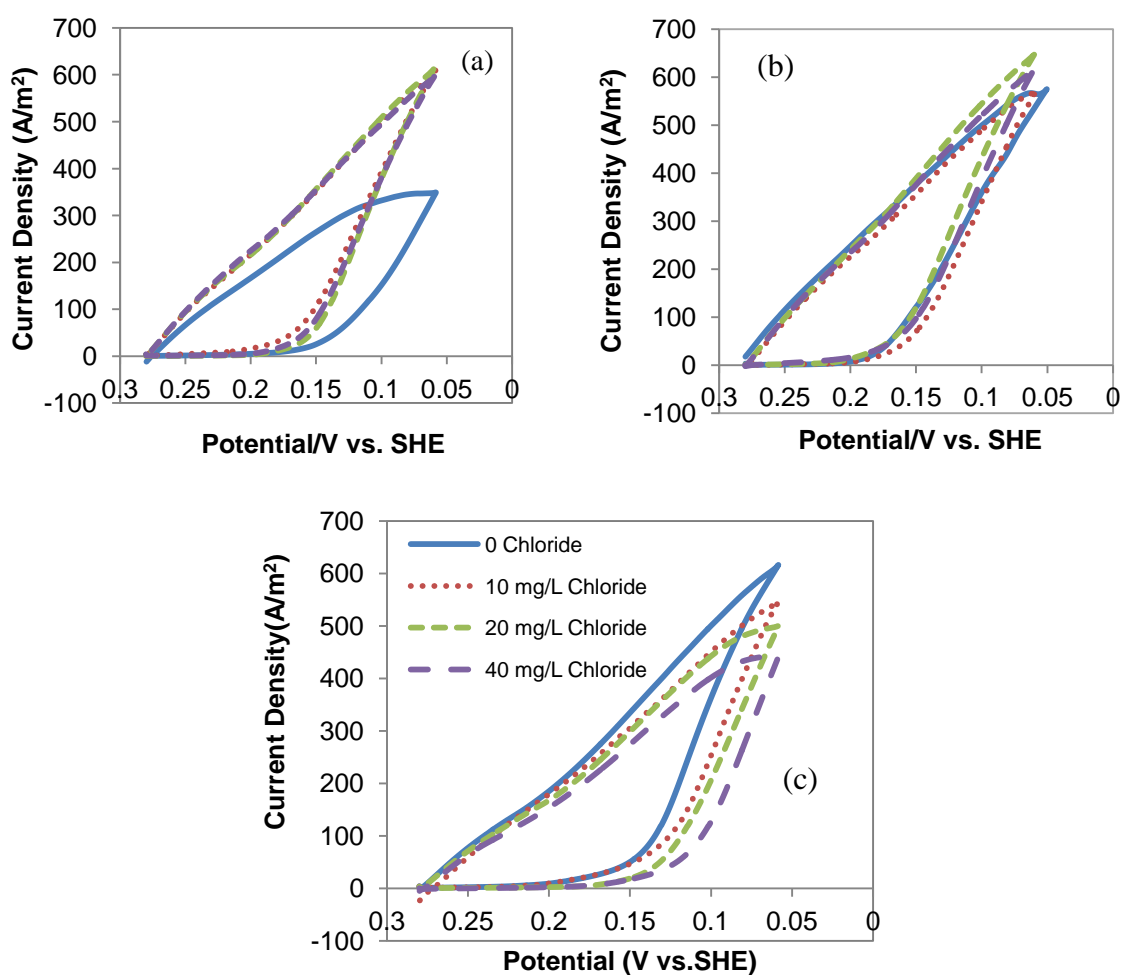 700
600
500
400
300
200
100
0
-100
Current Density (A/m²)
(a)
0.3 0.25 0.2 0.15 0.1 0.05 0
Potential/V vs. SHE
700
600
500
400
300
200
100
0
-100
Current Density (A/m²)
(b)
0.3 0.25 0.2 0.15 0.1 0.05 0
Potential/V vs. SHE
700
600
500
400
300
200
100
0
-100
Current Density(A/m²)
0 Chloride
10 mg/L Chloride
20 mg/L Chloride
40 mg/L Chloride
(c)
0.3 0.25 0.2 0.15 0.1 0.05 0
Potential (V vs.SHE)